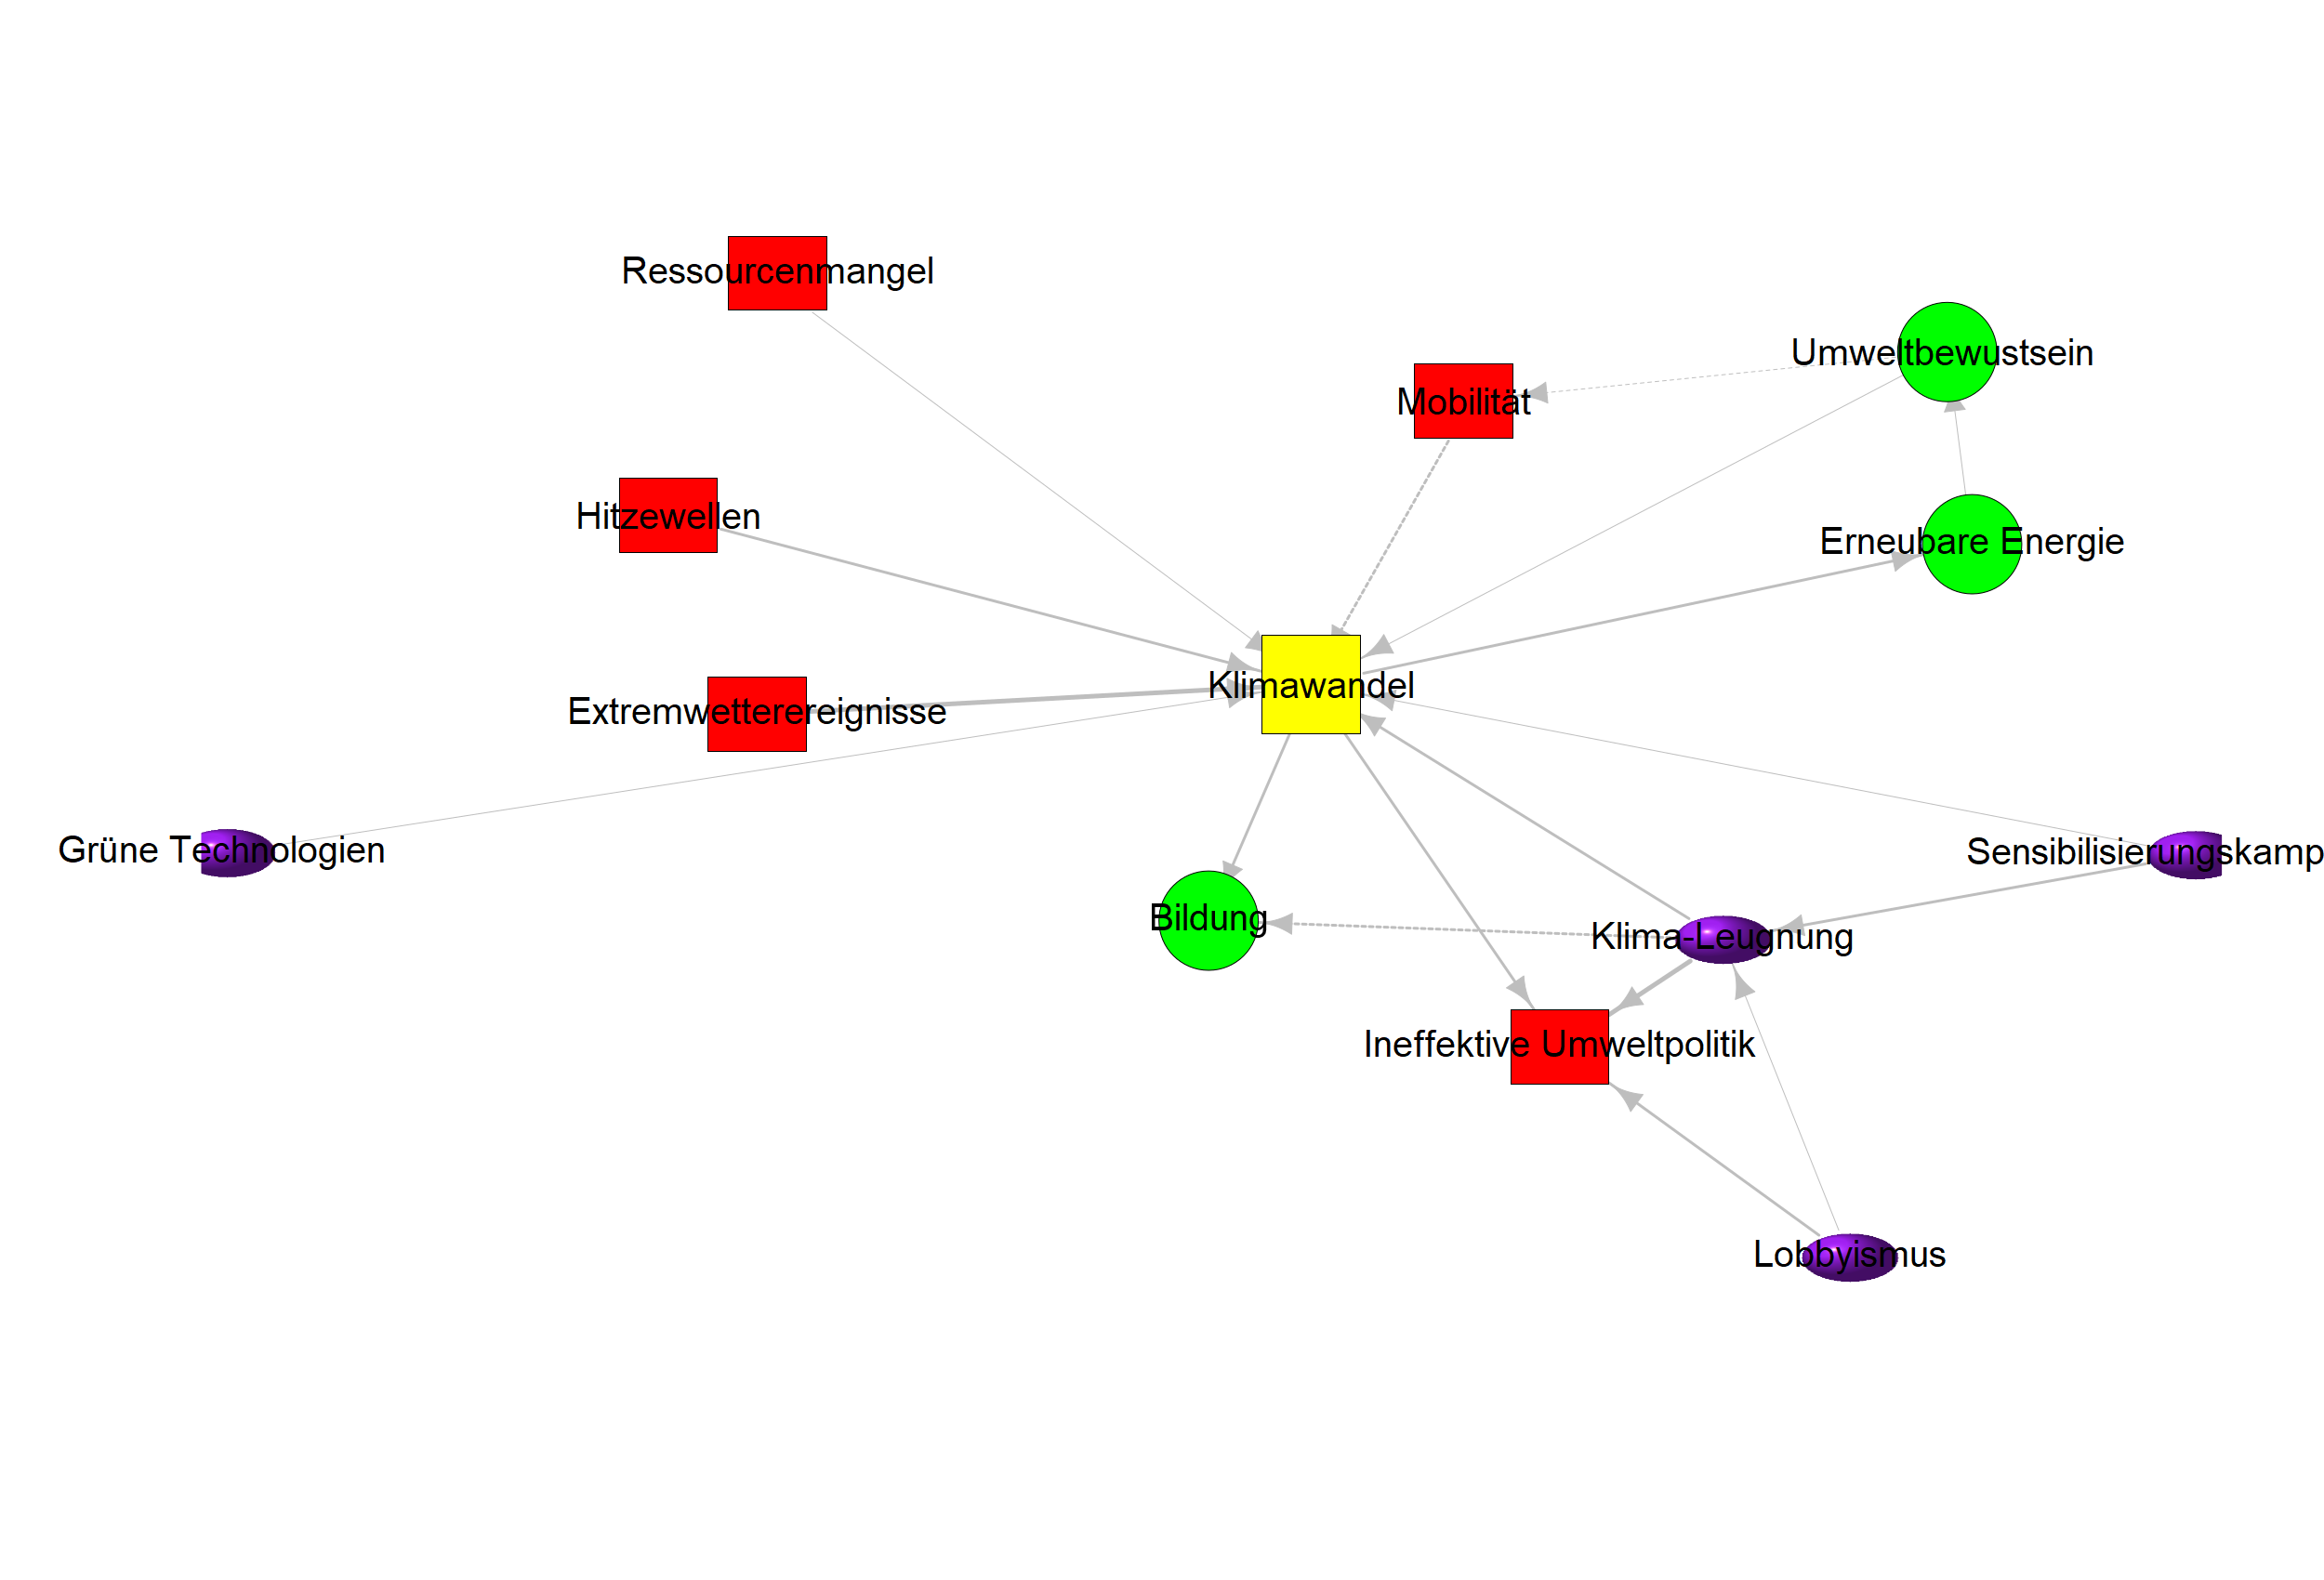 Ressourcenmangel
Umweltbewustsein
Mobilität
Hitzewellen
Erneubare Energie
Klimawandel
Extremwetterereignisse
Grüne Technologien
Sensibilisierungskamp
Bildung
Klima-Leugnung
Ineffektive Umweltpolitik
Lobbyismus